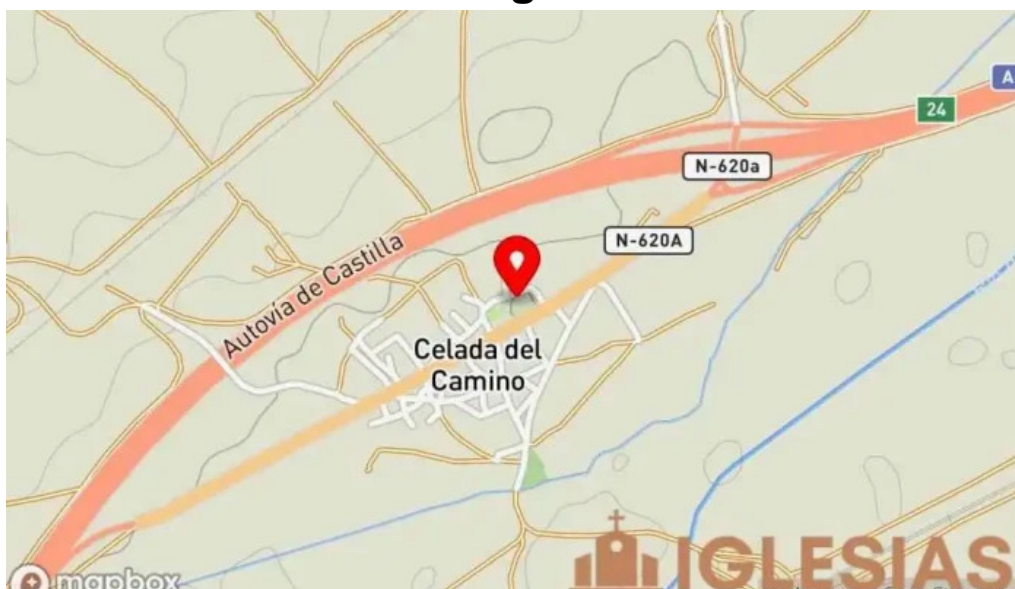 A
24
N-620a
N-620A
Autovía de Castilla
Celada del
Camino
mapbox
IGLESIAS